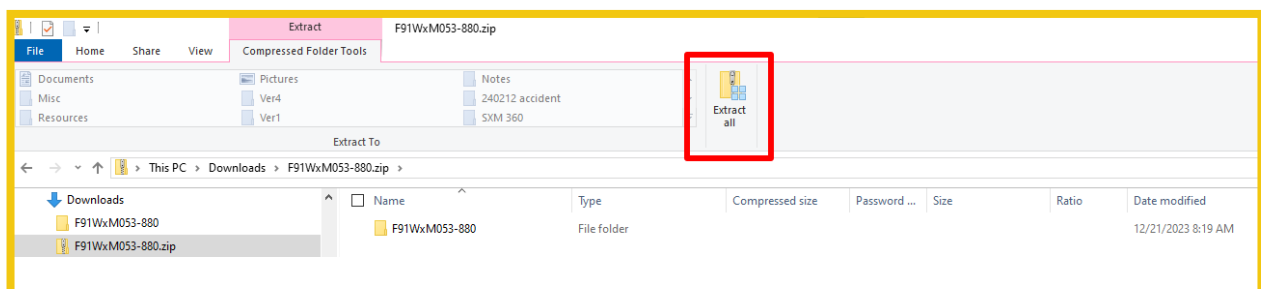 Extract F91WxM053-880.zip
File Home Share View Compressed Folder Tools
Documents Pictures Notes
Misc Ver4 240212 accident
Resources Ver1 SXM 360
Extract
all
Extract To
This PC > Downloads > F91WxM053-880.zip >
Downloads Name Type Compressed size Password ... Size Ratio Date modified
F91WxM053-880 F91WxM053-880 File folder 12/21/2023 8:19 AM
F91WxM053-880.zip